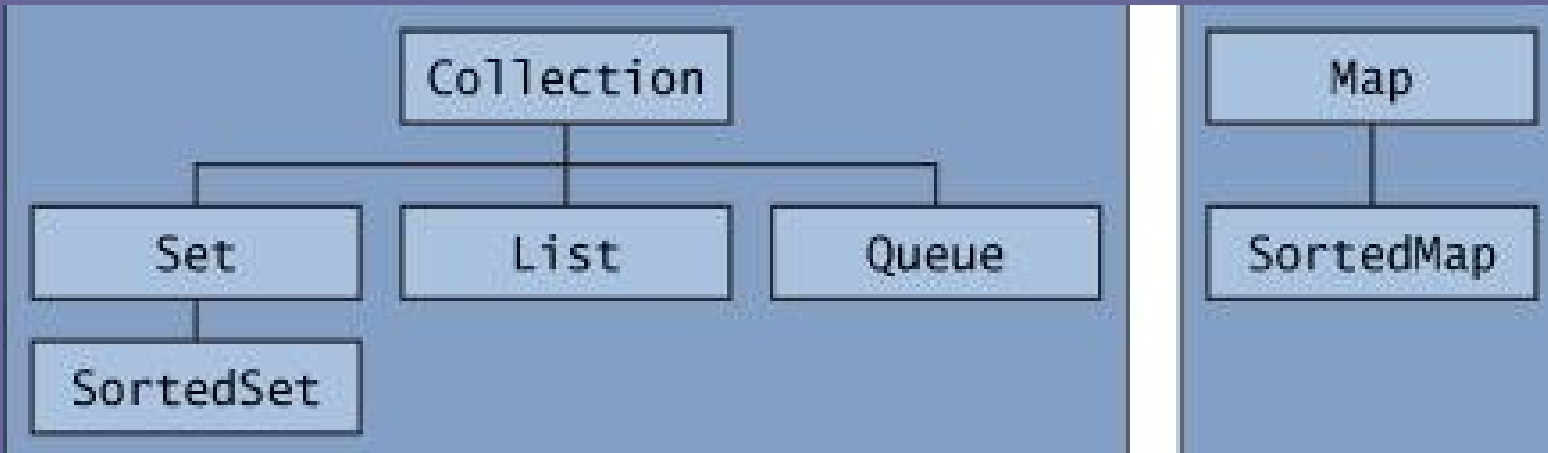 Collection
Map
Set
List
Queue
SortedMap
SortedSet